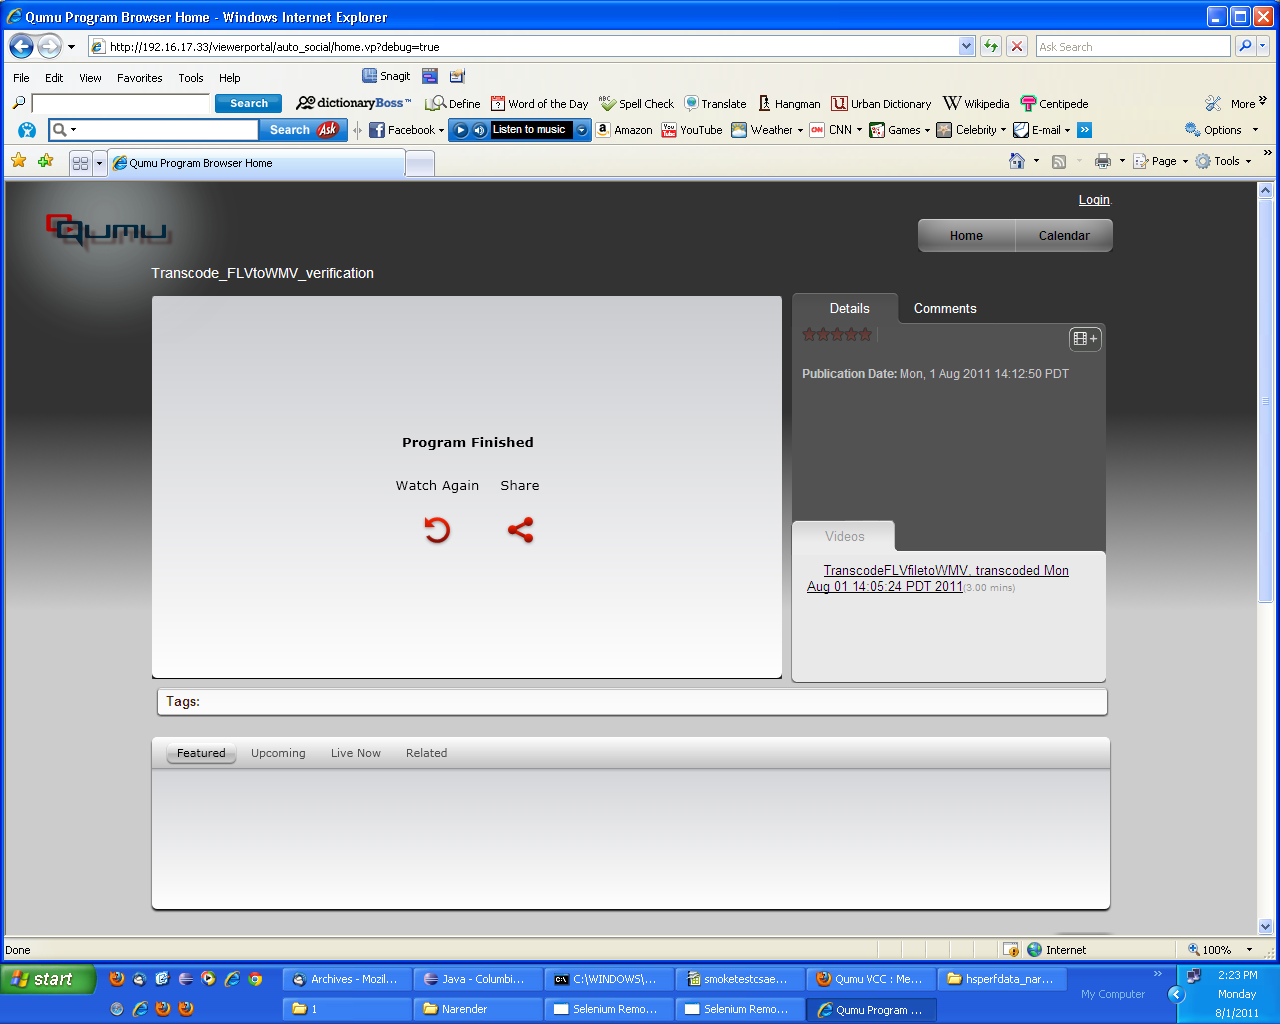 Qumu Program Browser Home - Windows Internet Explorer
http://192.16.17.33/viewerportal/auto_social/home.vp?debug=true
Ask Search
File Edit View Favorites Tools Help Snagit
Search dictionaryBoss™ Define Word of the Day Spell Check Translate Hangman Urban Dictionary Wikipedia Centipede More
Search Ask Facebook Listen to music Amazon YouTube Weather CNN Games Celebrity E-mail Options
Qumu Program Browser Home Page Tools
Login
Qumu
Home Calendar
Transcode_FLVtoWMV_verification
Details Comments
Publication Date: Mon, 1 Aug 2011 14:12:50 PDT
Program Finished
Watch Again Share
Videos
TranscodeFLVfiletoWMV, transcoded Mon
Aug 01 14:05:24 PDT 2011(3.00 mins)
Tags:
Featured Upcoming Live Now Related
Done Internet 100%
start Archives - Mozil... Java - Columbi... C:\WINDOWS\... smoketestcsae... Qumu VCC : Me... hsperfdata_nar... 2:23 PM
My Computer Monday
1 Narender Selenium Remo... Selenium Remo... Qumu Program ... 8/1/2011